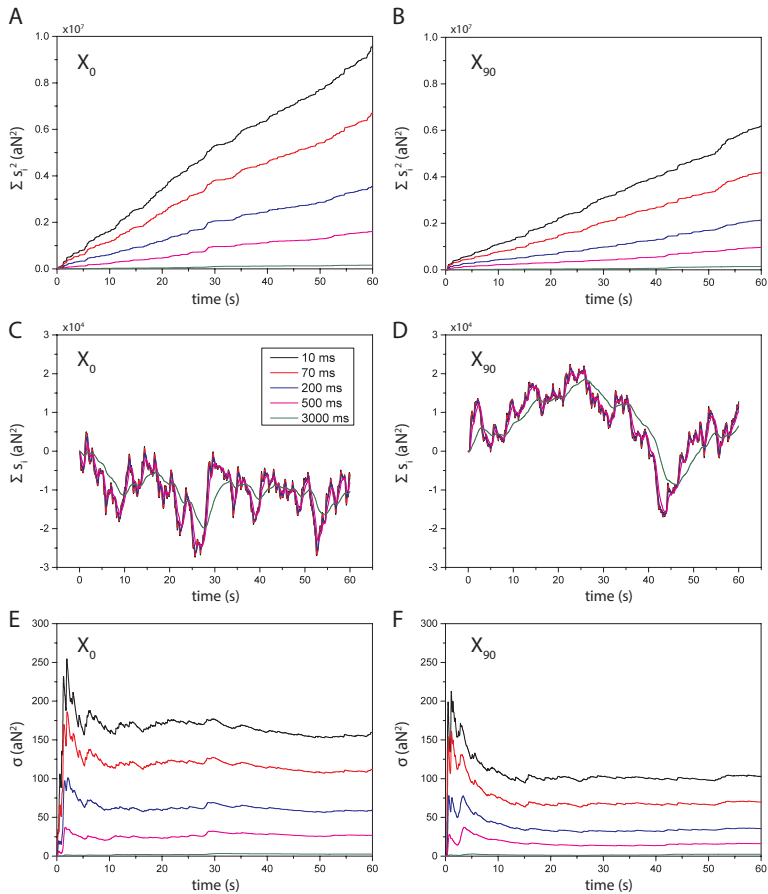 A
x10⁷
X₀
1.0
0.8
0.6
0.4
0.2
0.0
Σ sᵢ² (aN²)
0 10 20 30 40 50 60
time (s)
B
x10⁷
X₉₀
1.0
0.8
0.6
0.4
0.2
0.0
Σ sᵢ² (aN²)
0 10 20 30 40 50 60
time (s)
C
x10⁴
X₀
3
2
1
0
-1
-2
-3
Σ sᵢ (aN²)
10 ms
70 ms
200 ms
500 ms
3000 ms
0 10 20 30 40 50 60
time (s)
D
x10⁴
X₉₀
3
2
1
0
-1
-2
-3
Σ sᵢ (aN²)
0 10 20 30 40 50 60
time (s)
E
X₀
300
250
200
150
100
50
0
σ (aN²)
0 10 20 30 40 50 60
time (s)
F
X₉₀
300
250
200
150
100
50
0
σ (aN²)
0 10 20 30 40 50 60
time (s)